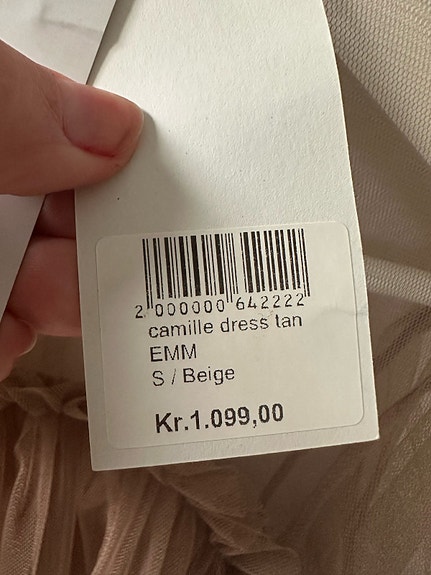 2 000000 642222
camille dress tan
EMM
S / Beige
Kr.1.099,00